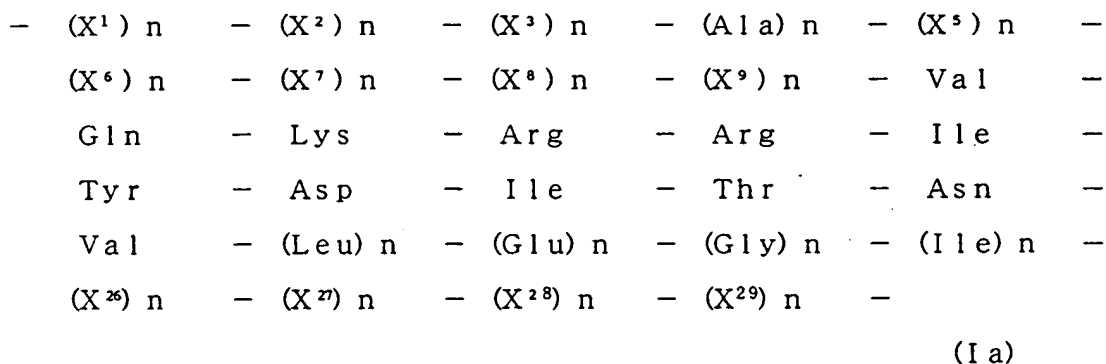 − (X¹) n − (X²) n − (X³) n − (Ala) n − (X⁵) n −
(X⁶) n − (X⁷) n − (X⁸) n − (X⁹) n − Val −
Gln − Lys − Arg − Arg − Ile −
Tyr − Asp − Ile − Thr − Asn −
Val − (Leu) n − (Glu) n − (Gly) n − (Ile) n −
(X²⁶) n − (X²⁷) n − (X²⁸) n − (X²⁹) n −
(Ia)